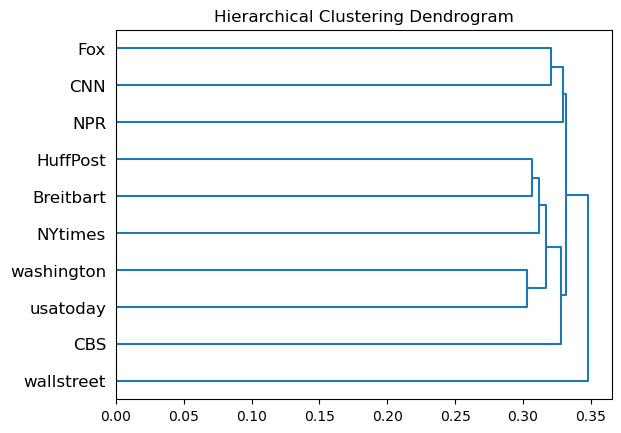 Hierarchical Clustering Dendrogram
Fox
CNN
NPR
HuffPost
Breitbart
NYtimes
washington
usatoday
CBS
wallstreet
0.00 0.05 0.10 0.15 0.20 0.25 0.30 0.35